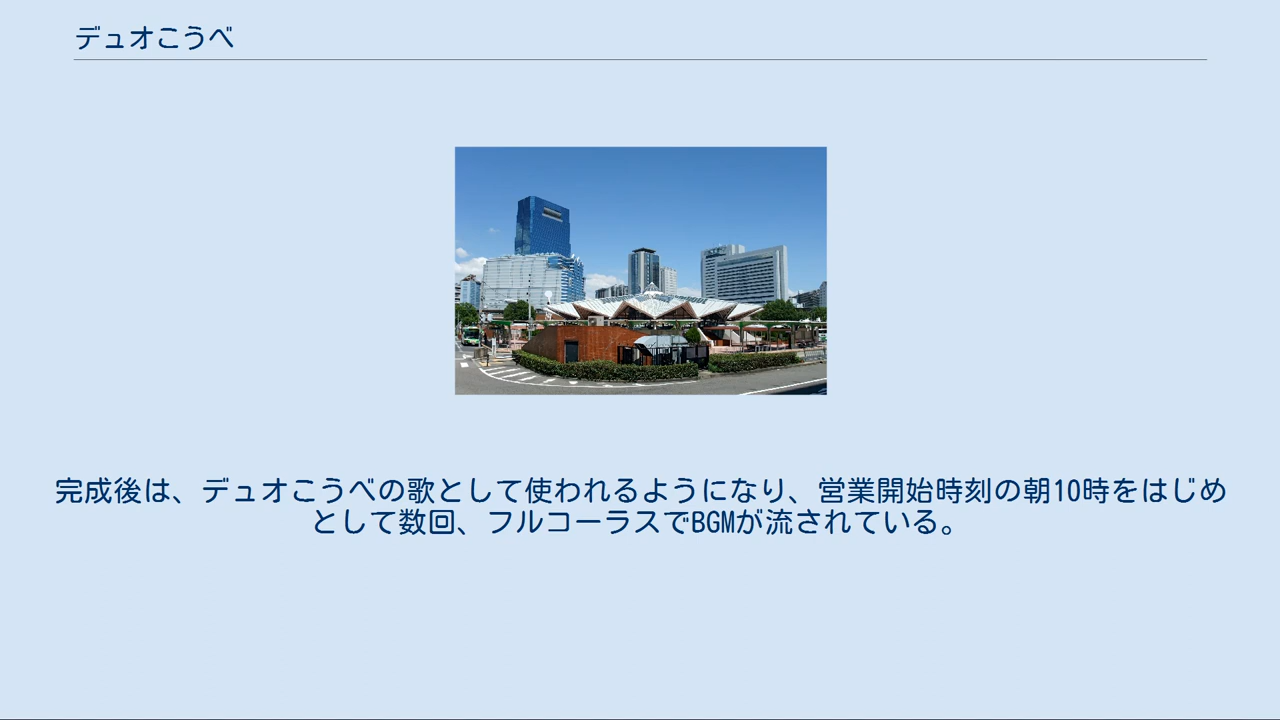 デュオこうべ
完成後は、デュオこうべの歌として使われるようになり、営業開始時刻の朝10時をはじめ
として数回、フルコーラスでBGMが流されている。